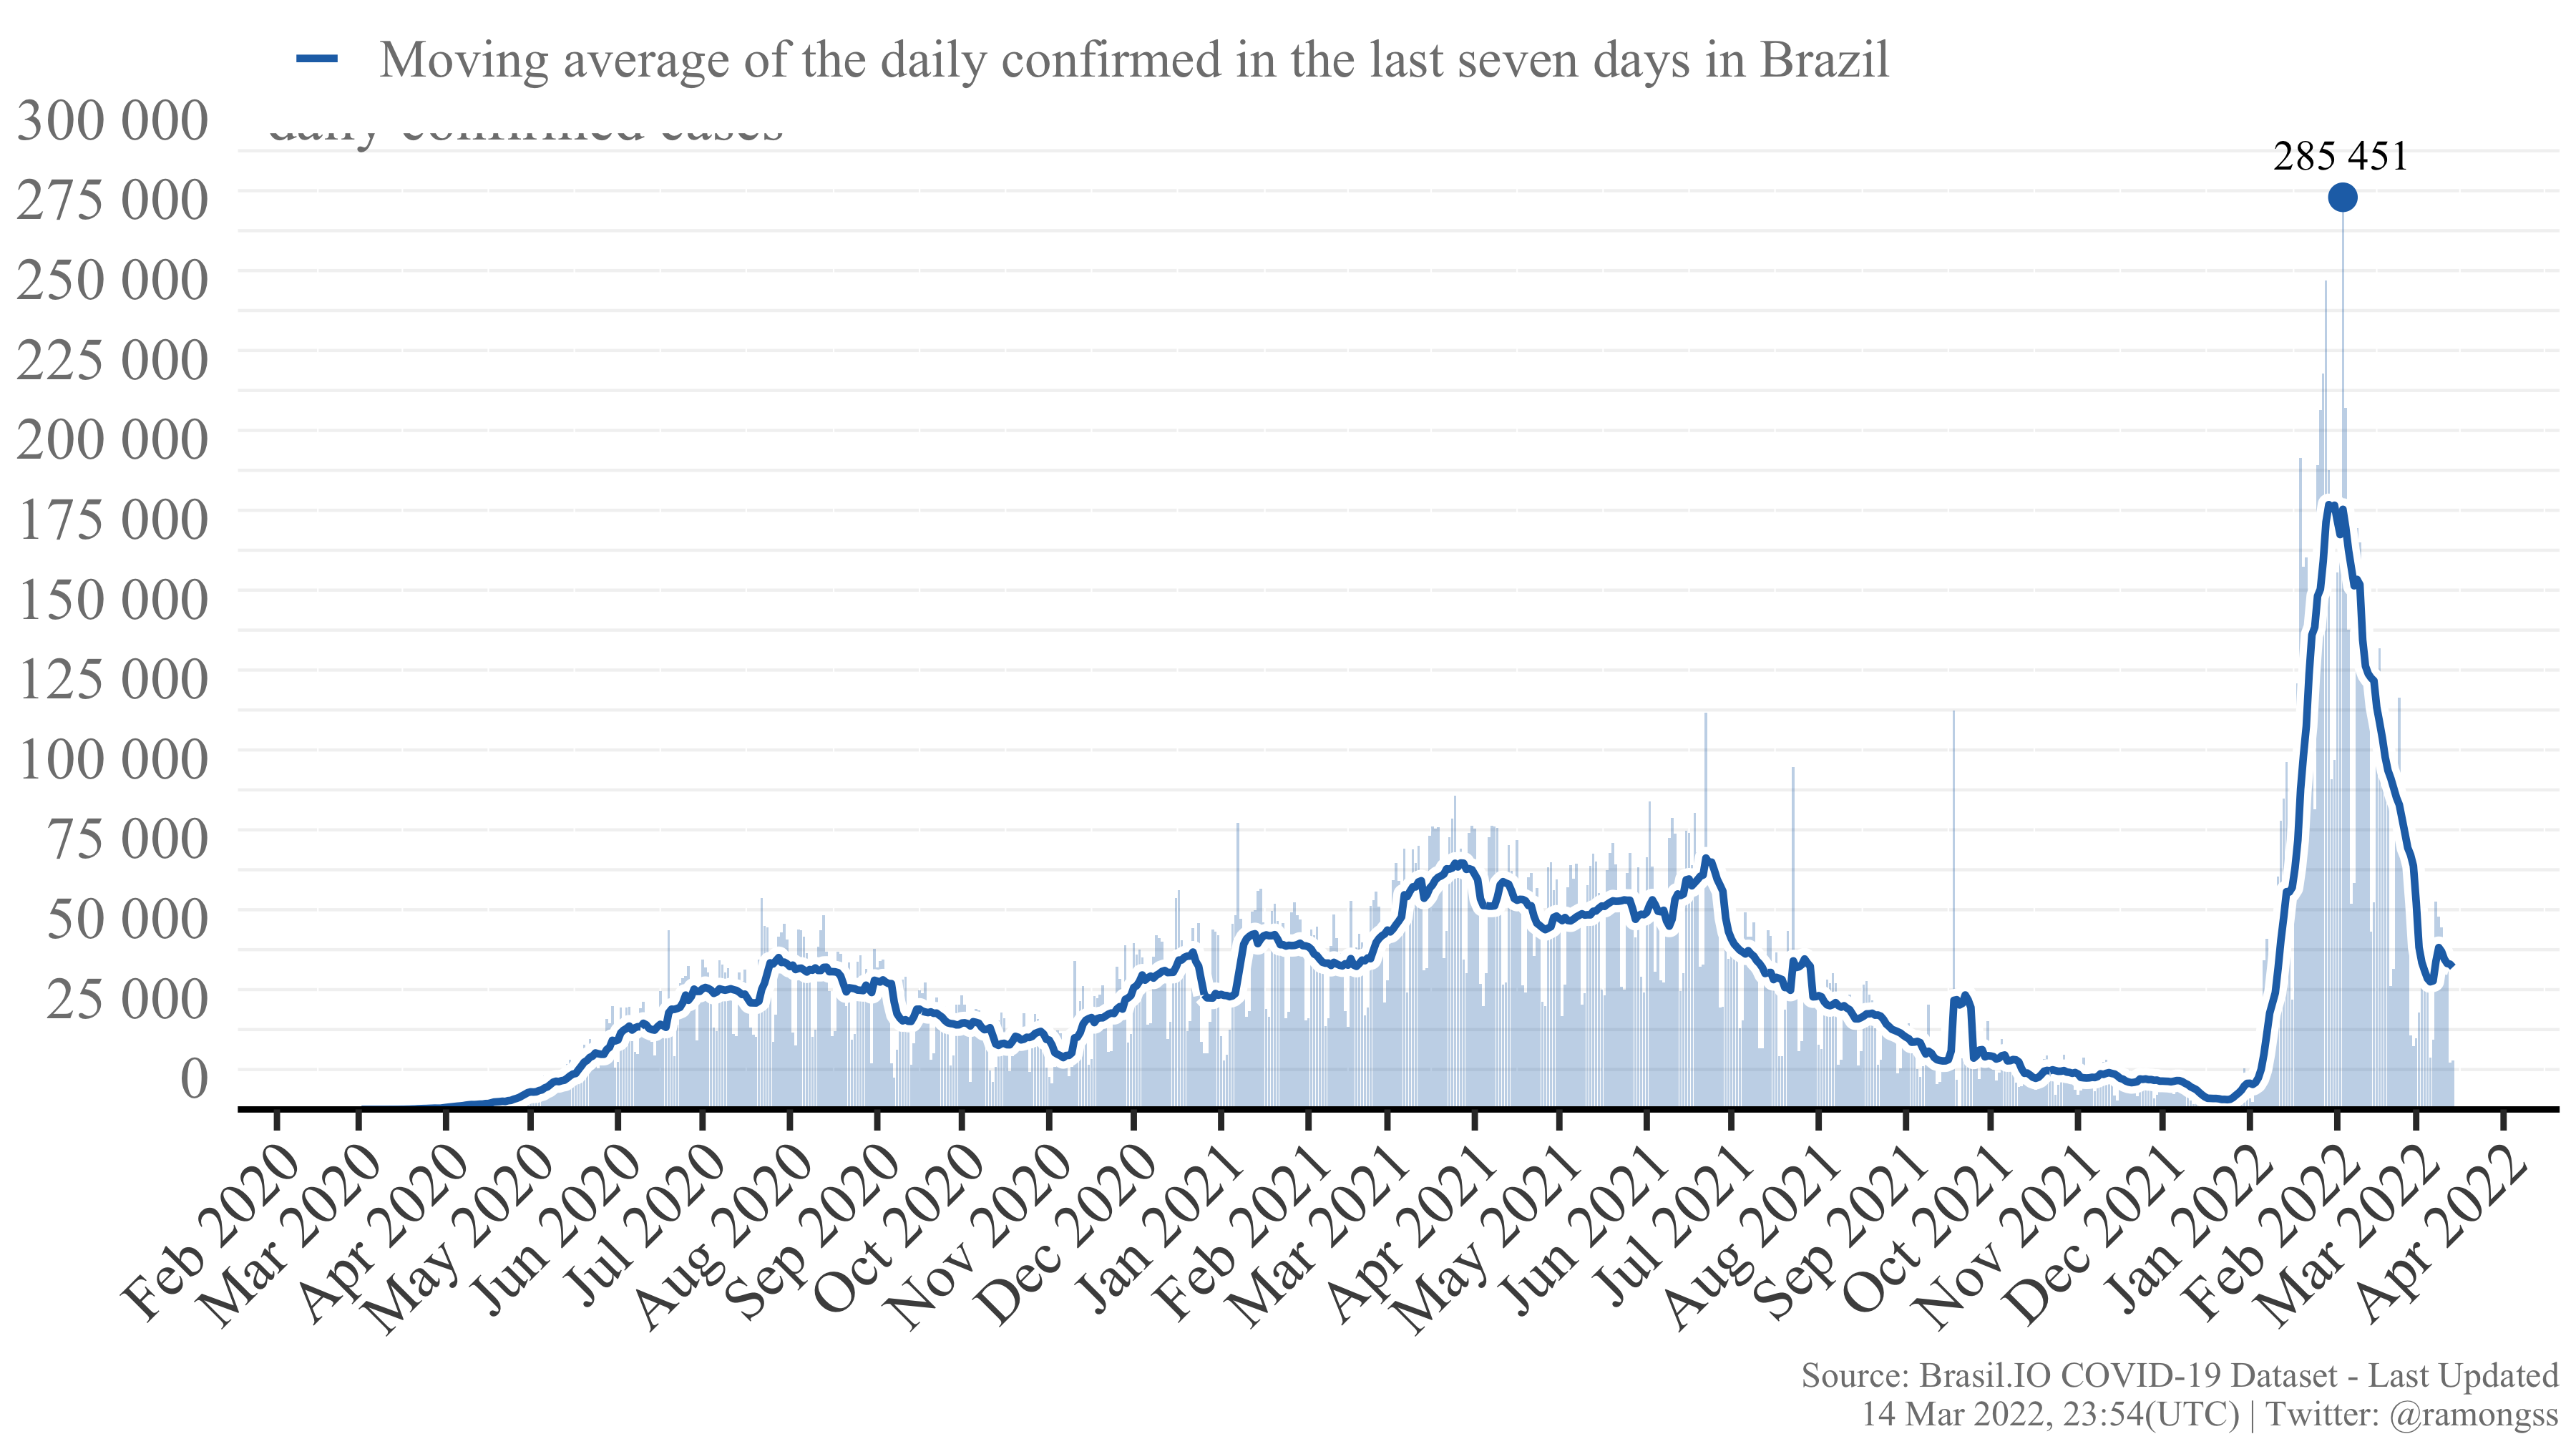 Moving average of the daily confirmed in the last seven days in Brazil
daily confirmed cases
300 000
285 451
275 000
250 000
225 000
200 000
175 000
150 000
125 000
100 000
75 000
50 000
25 000
0
Feb 2020
Mar 2020
Apr 2020
May 2020
Jun 2020
Jul 2020
Aug 2020
Sep 2020
Oct 2020
Nov 2020
Dec 2020
Jan 2021
Feb 2021
Mar 2021
Apr 2021
May 2021
Jun 2021
Jul 2021
Aug 2021
Sep 2021
Oct 2021
Nov 2021
Dec 2021
Jan 2022
Feb 2022
Mar 2022
Apr 2022
Source: Brasil.IO COVID-19 Dataset - Last Updated
14 Mar 2022, 23:54(UTC) | Twitter: @ramongss